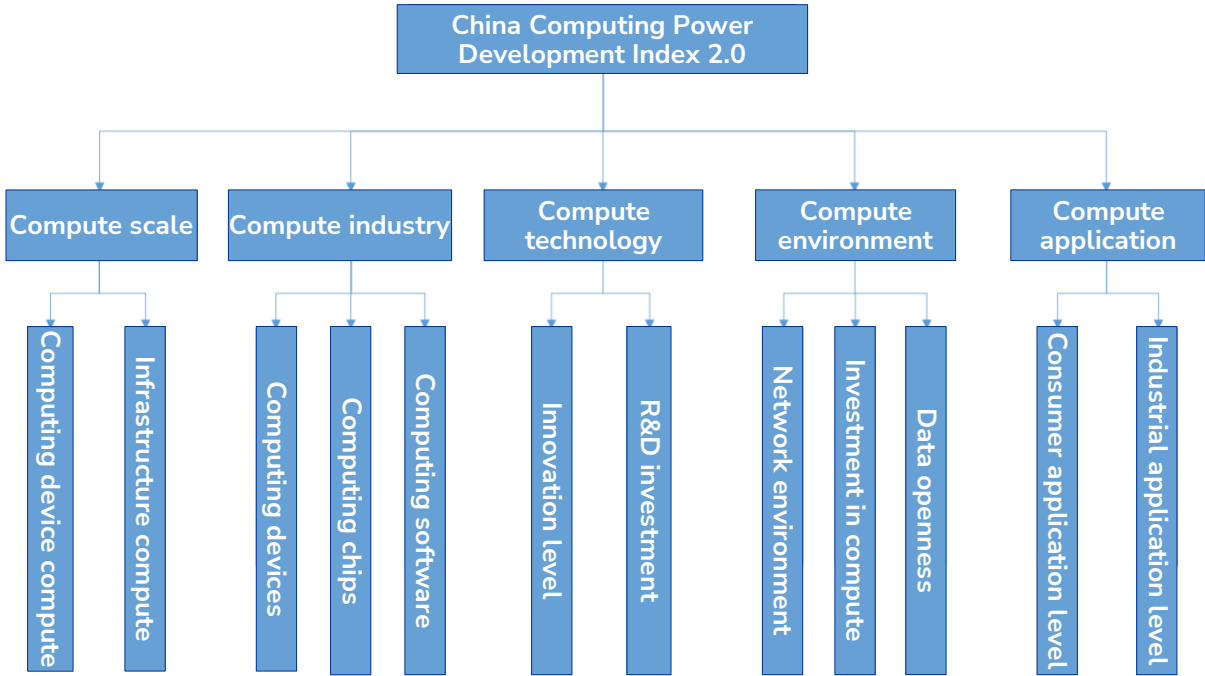 China Computing Power
Development Index 2.0
Compute scale
Compute industry
Compute
technology
Compute
environment
Compute
application
Computing device compute
Infrastructure compute
Computing devices
Computing chips
Computing software
Innovation level
R&D investment
Network environment
Investment in compute
Data openness
Consumer application level
Industrial application level